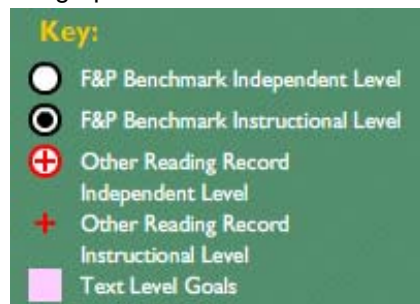 Key:
F&P Benchmark Independent Level
F&P Benchmark Instructional Level
Other Reading Record
Independent Level
Other Reading Record
Instructional Level
Text Level Goals